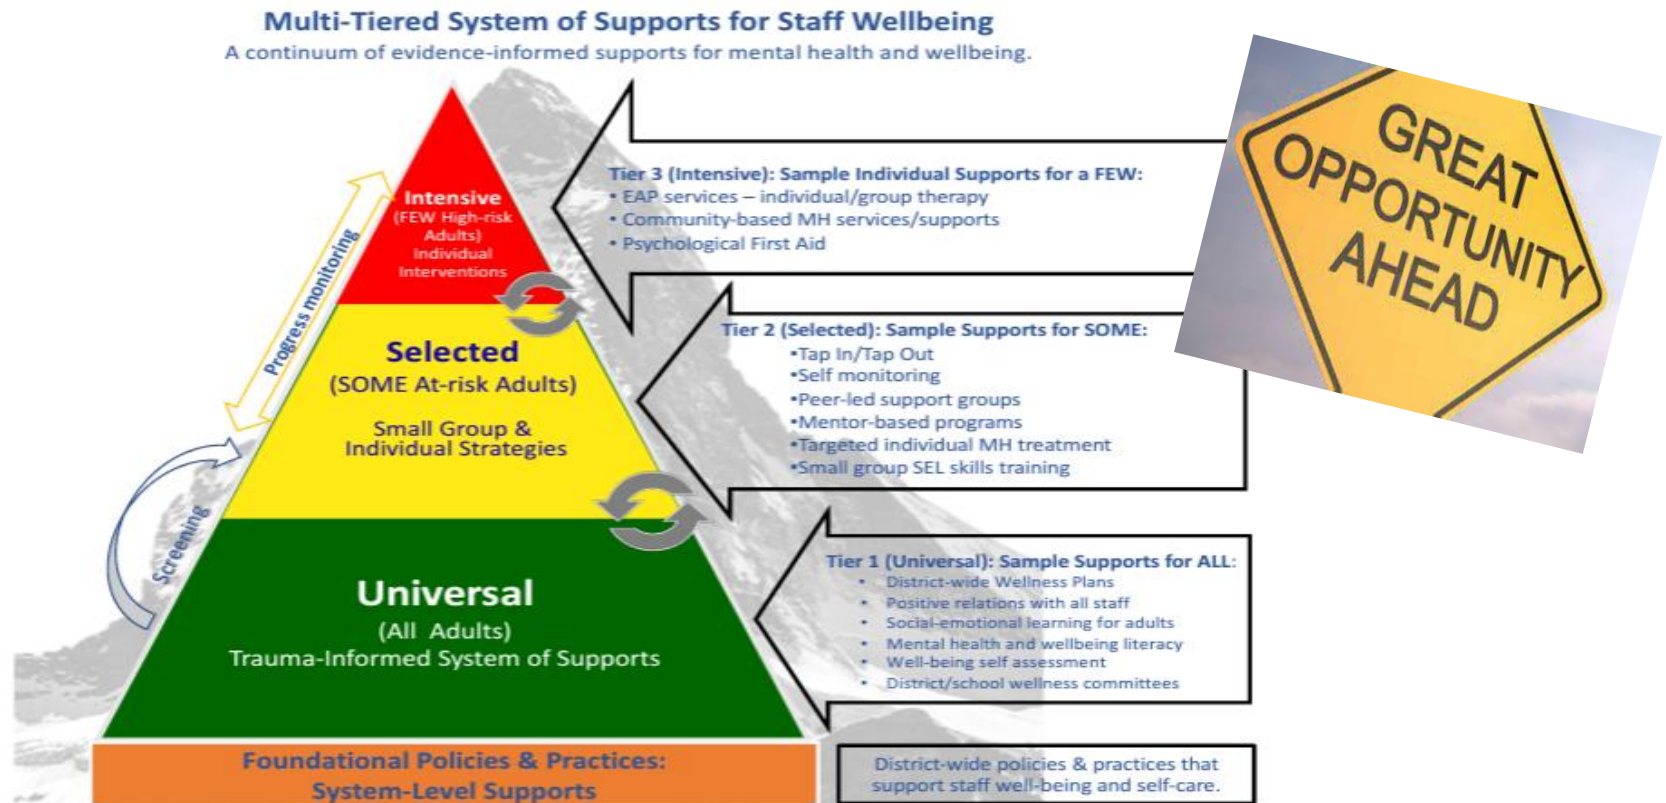 Multi-Tiered System of Supports for Staff Wellbeing
A continuum of evidence-informed supports for mental health and wellbeing.
GREAT
OPPORTUNITY
AHEAD
Intensive
(FEW High-risk
Adults)
Individual
Interventions
Tier 3 (Intensive): Sample Individual Supports for a FEW:
• EAP services – individual/group therapy
• Community-based MH services/supports
• Psychological First Aid
Progress monitoring
Selected
(SOME At-risk Adults)
Small Group &
Individual Strategies
Tier 2 (Selected): Sample Supports for SOME:
•Tap In/Tap Out
•Self monitoring
•Peer-led support groups
•Mentor-based programs
•Targeted individual MH treatment
•Small group SEL skills training
Screening
Universal
(All Adults)
Trauma-Informed System of Supports
Tier 1 (Universal): Sample Supports for ALL:
• District-wide Wellness Plans
• Positive relations with all staff
• Social-emotional learning for adults
• Mental health and wellbeing literacy
• Well-being self assessment
• District/school wellness committees
Foundational Policies & Practices:
System-Level Supports
District-wide policies & practices that
support staff well-being and self-care.